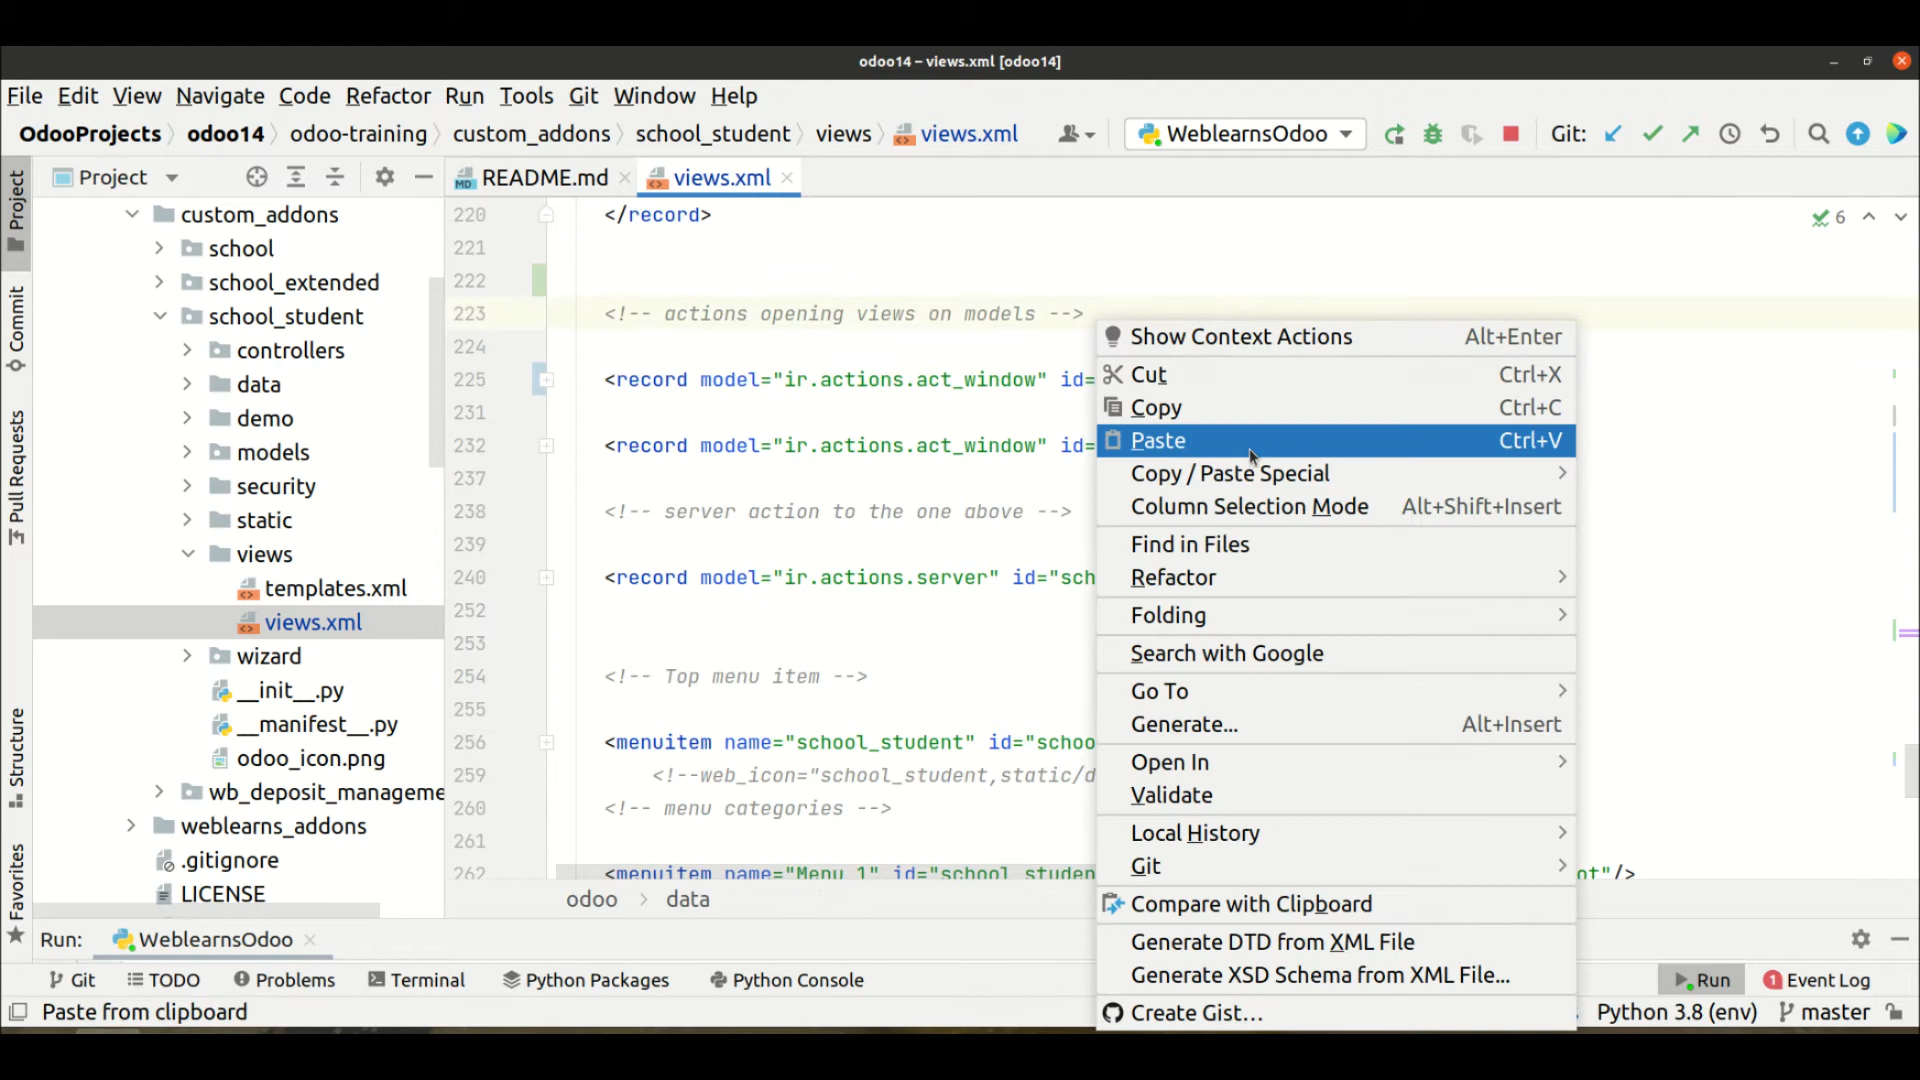 odoo14 – views.xml [odoo14]
File Edit View Navigate Code Refactor Run Tools Git Window Help
OdooProjects odoo14 odoo-training custom_addons school_student views views.xml WeblearnsOdoo Git:
Project README.md views.xml
Project
Commit
Pull Requests
Structure
Favorites
custom_addons
school
school_extended
school_student
controllers
data
demo
models
security
static
views
templates.xml
views.xml
wizard
__init__.py
__manifest__.py
odoo_icon.png
wb_deposit_manageme
weblearns_addons
.gitignore
LICENSE
6
220 </record>
221
222
223 <!-- actions opening views on models -->
224
225 <record model="ir.actions.act_window" id=
231
232 <record model="ir.actions.act_window" id=
237
238 <!-- server action to the one above -->
239
240 <record model="ir.actions.server" id="sch
252
253
254 <!-- Top menu item -->
255
256 <menuitem name="school_student" id="schoo
259 <!--web_icon="school_student,static/d
260 <!-- menu categories -->
261
262 <menuitem name="Menu 1" id="school_studen ot"/>
odoo data
Show Context Actions Alt+Enter
Cut Ctrl+X
Copy Ctrl+C
Paste Ctrl+V
Copy / Paste Special
Column Selection Mode Alt+Shift+Insert
Find in Files
Refactor
Folding
Search with Google
Go To
Generate... Alt+Insert
Open In
Validate
Local History
Git
Compare with Clipboard
Generate DTD from XML File
Generate XSD Schema from XML File...
Create Gist...
Run: WeblearnsOdoo
Git TODO Problems Terminal Python Packages Python Console Run 1 Event Log
Paste from clipboard Python 3.8 (env) master